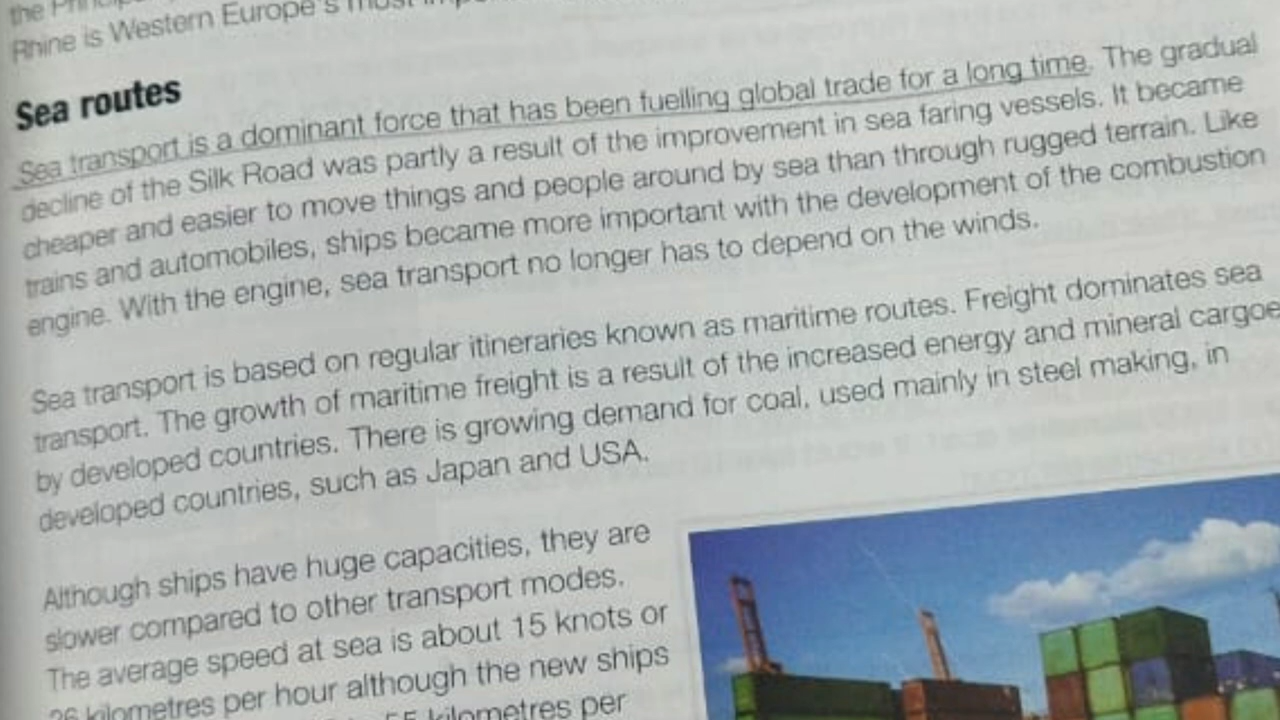 the
Rhine is Western Europe's most
Sea routes
Sea transport is a dominant force that has been fuelling global trade for a long time. The gradual
decline of the Silk Road was partly a result of the improvement in sea faring vessels. It became
cheaper and easier to move things and people around by sea than through rugged terrain. Like
trains and automobiles, ships became more important with the development of the combustion
engine. With the engine, sea transport no longer has to depend on the winds.
Sea transport is based on regular itineraries known as maritime routes. Freight dominates sea
transport. The growth of maritime freight is a result of the increased energy and mineral cargoe
by developed countries. There is growing demand for coal, used mainly in steel making, in
developed countries, such as Japan and USA.
Although ships have huge capacities, they are
slower compared to other transport modes.
The average speed at sea is about 15 knots or
26 kilometres per hour although the new ships
55 kilometres per